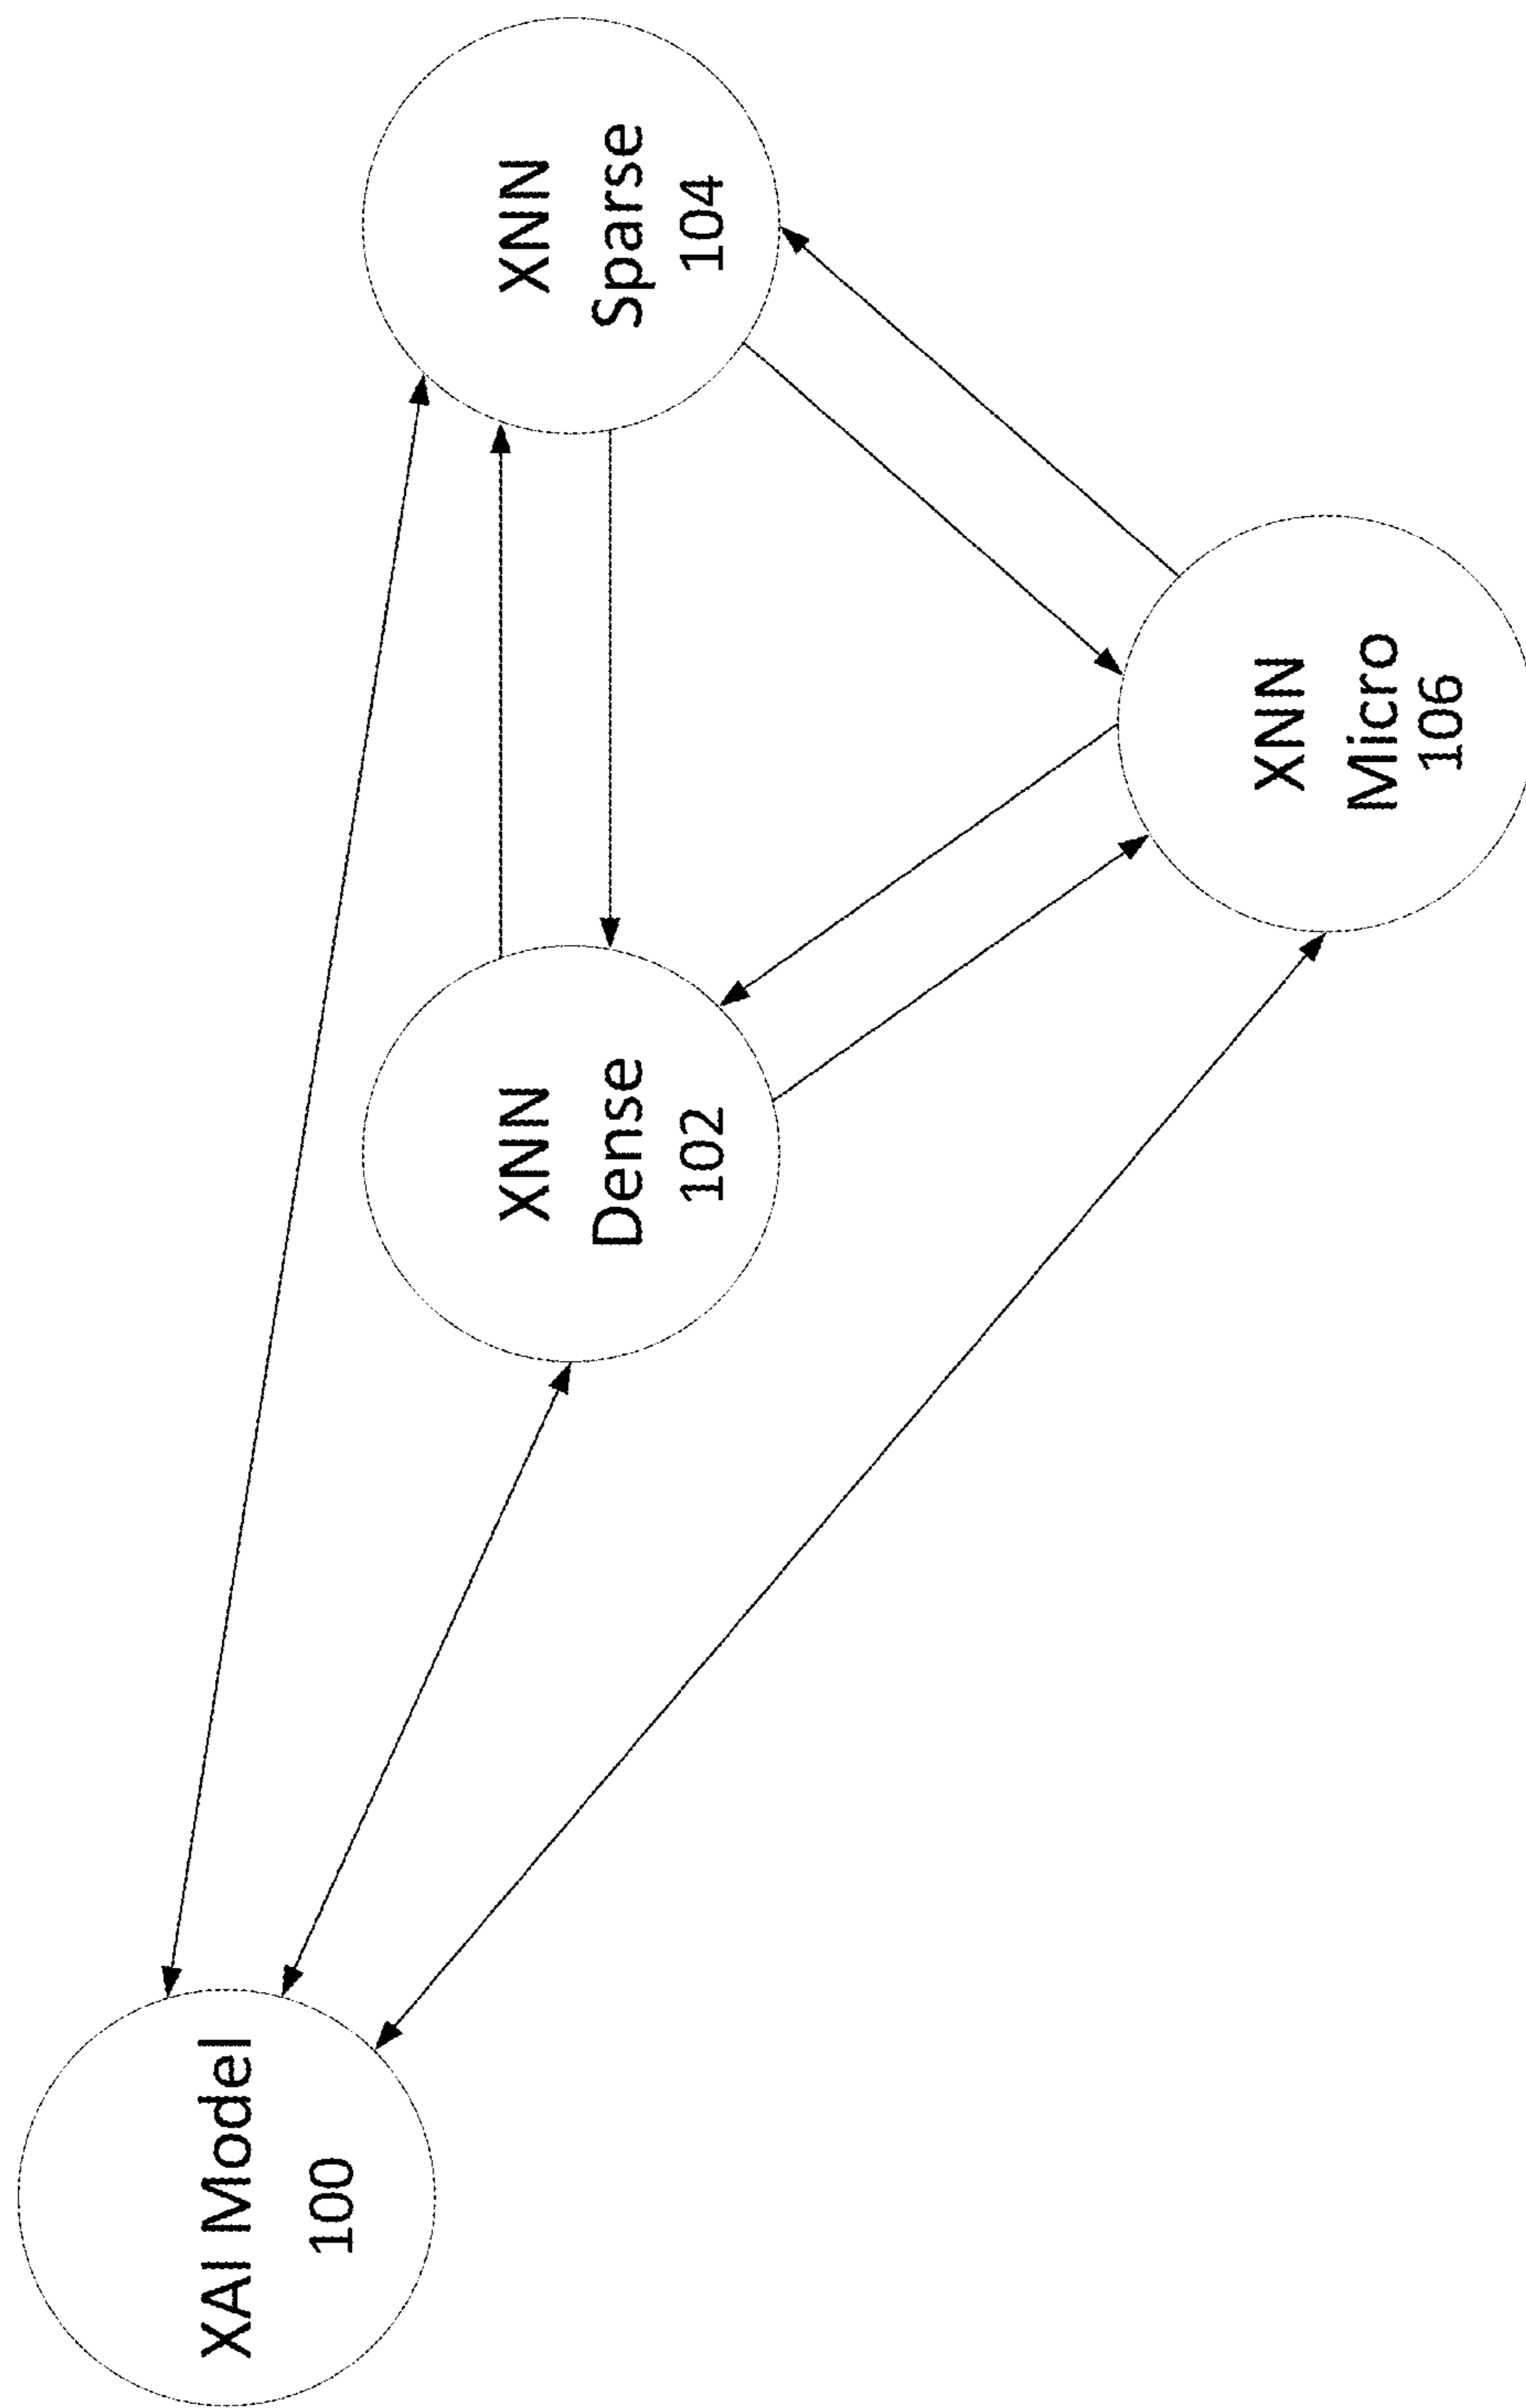 XAI Model
100
XNN
Dense
102
XNN
Sparse
104
XNN
Micro
106